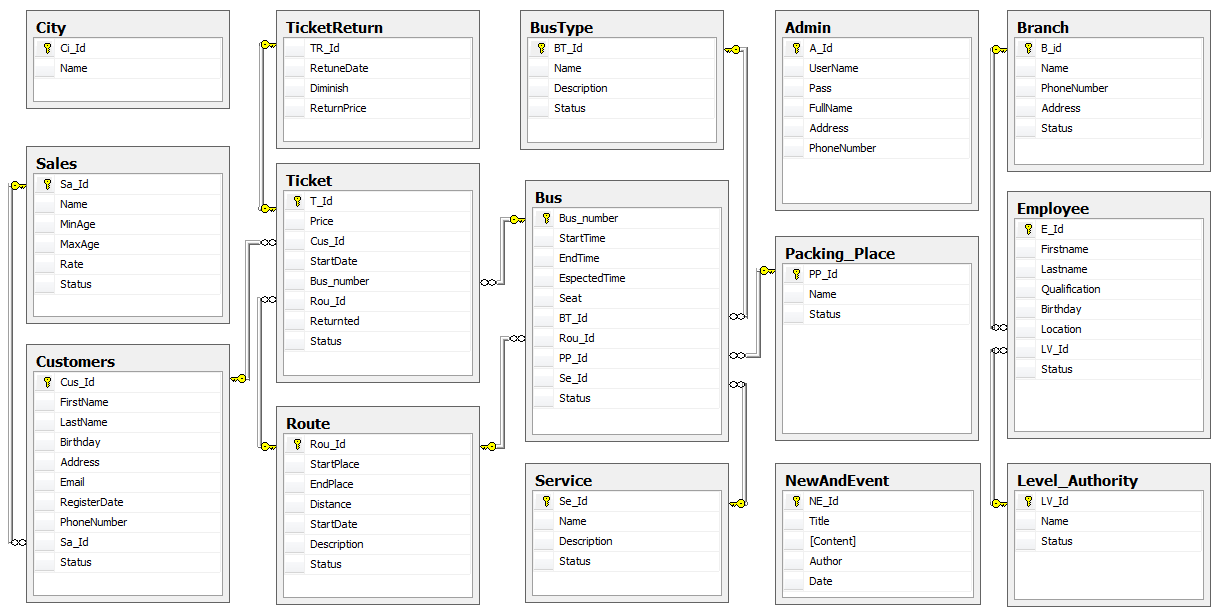 City
Ci_Id
Name
Sales
Sa_Id
Name
MinAge
MaxAge
Rate
Status
Customers
Cus_Id
FirstName
LastName
Birthday
Address
Email
RegisterDate
PhoneNumber
Sa_Id
Status
TicketReturn
TR_Id
RetuneDate
Diminish
ReturnPrice
Ticket
T_Id
Price
Cus_Id
StartDate
Bus_number
Rou_Id
Returnted
Status
Route
Rou_Id
StartPlace
EndPlace
Distance
StartDate
Description
Status
BusType
BT_Id
Name
Description
Status
Bus
Bus_number
StartTime
EndTime
EspectedTime
Seat
BT_Id
Rou_Id
PP_Id
Se_Id
Status
Service
Se_Id
Name
Description
Status
Admin
A_Id
UserName
Pass
FullName
Address
PhoneNumber
Packing_Place
PP_Id
Name
Status
NewAndEvent
NE_Id
Title
[Content]
Author
Date
Branch
B_id
Name
PhoneNumber
Address
Status
Employee
E_Id
Firstname
Lastname
Qualification
Birthday
Location
LV_Id
Status
Level_Authority
LV_Id
Name
Status